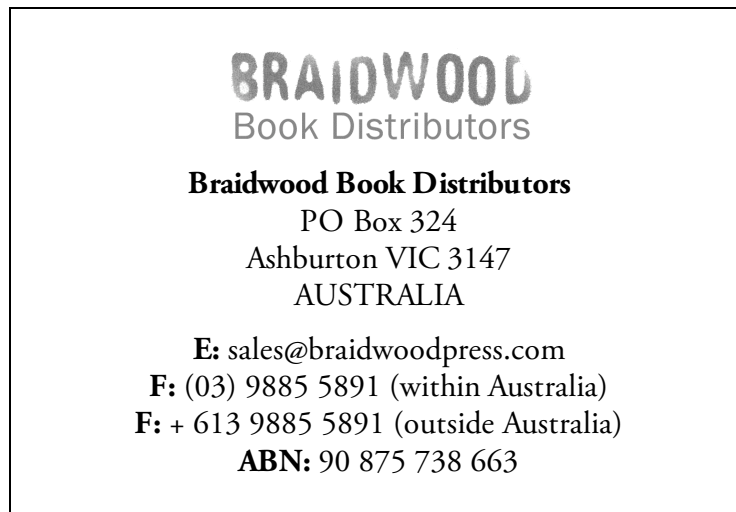 BRAIDWOOD
Book Distributors
Braidwood Book Distributors
PO Box 324
Ashburton VIC 3147
AUSTRALIA
E: sales@braidwoodpress.com
F: (03) 9885 5891 (within Australia)
F: + 613 9885 5891 (outside Australia)
ABN: 90 875 738 663